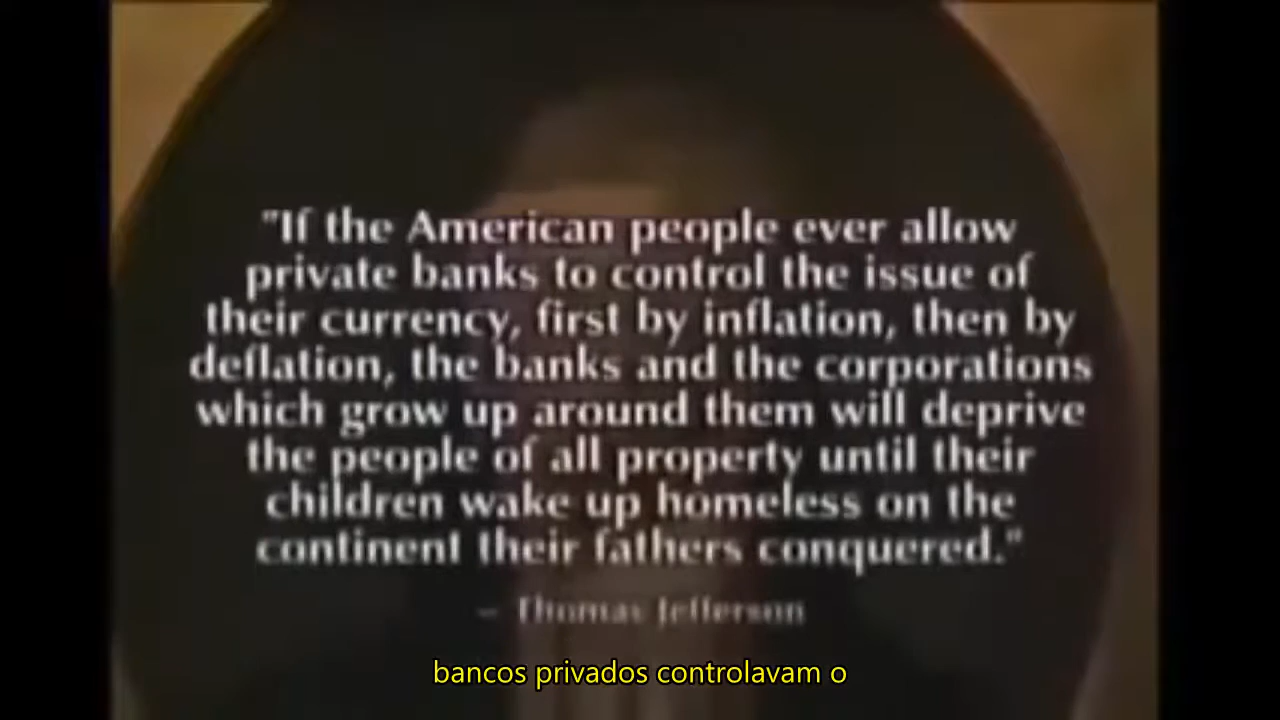 "If the American people ever allow
private banks to control the issue of
their currency, first by inflation, then by
deflation, the banks and the corporations
which grow up around them will deprive
the people of all property until their
children wake up homeless on the
continent their fathers conquered."
– Thomas Jefferson
bancos privados controlavam o